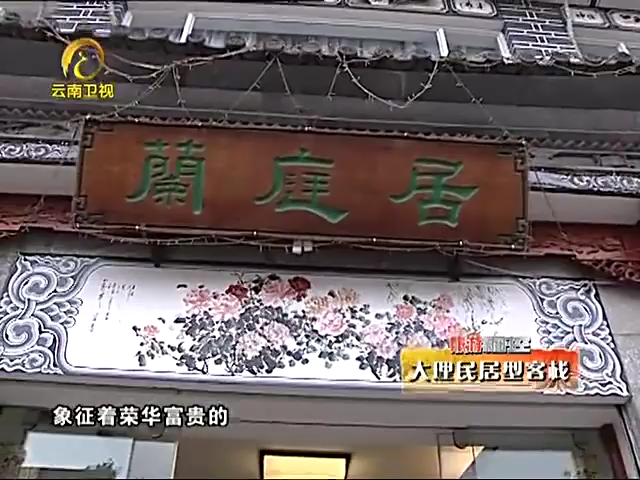 云南卫视
蘭庭居
大理民居型客栈
象征着荣华富贵的